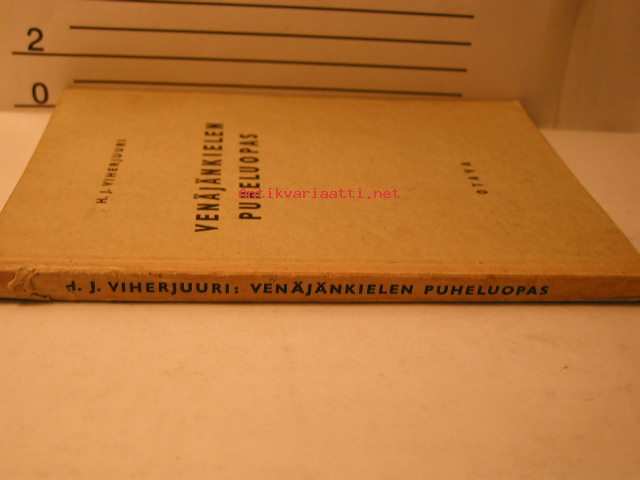 2
0
H. J. VIHERJUURI
VENÄJÄNKIELEN
PUHELUOPAS
OTAVA
antikvariaatti.net
H. J. VIHERJUURI: VENÄJÄNKIELEN PUHELUOPAS